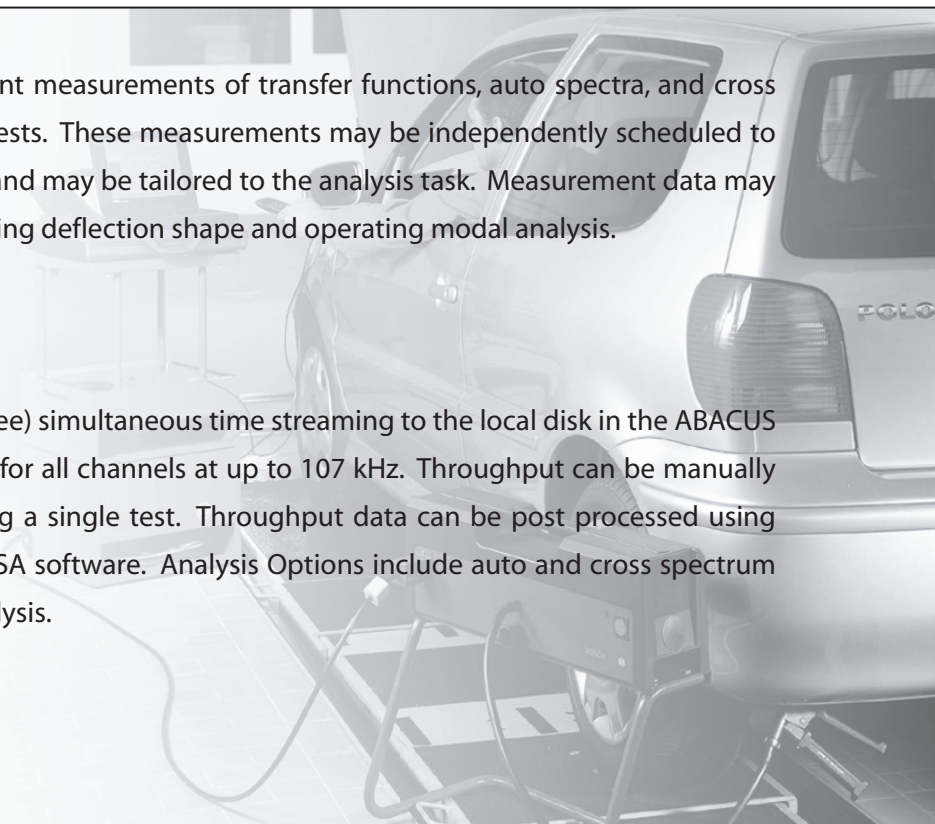 nt measurements of transfer functions, auto spectra, and cross
ests. These measurements may be independently scheduled to
and may be tailored to the analysis task. Measurement data may
ing deflection shape and operating modal analysis.
POLO
ee) simultaneous time streaming to the local disk in the ABACUS
for all channels at up to 107 kHz. Throughput can be manually
g a single test. Throughput data can be post processed using
SA software. Analysis Options include auto and cross spectrum
lysis.
BOSCH